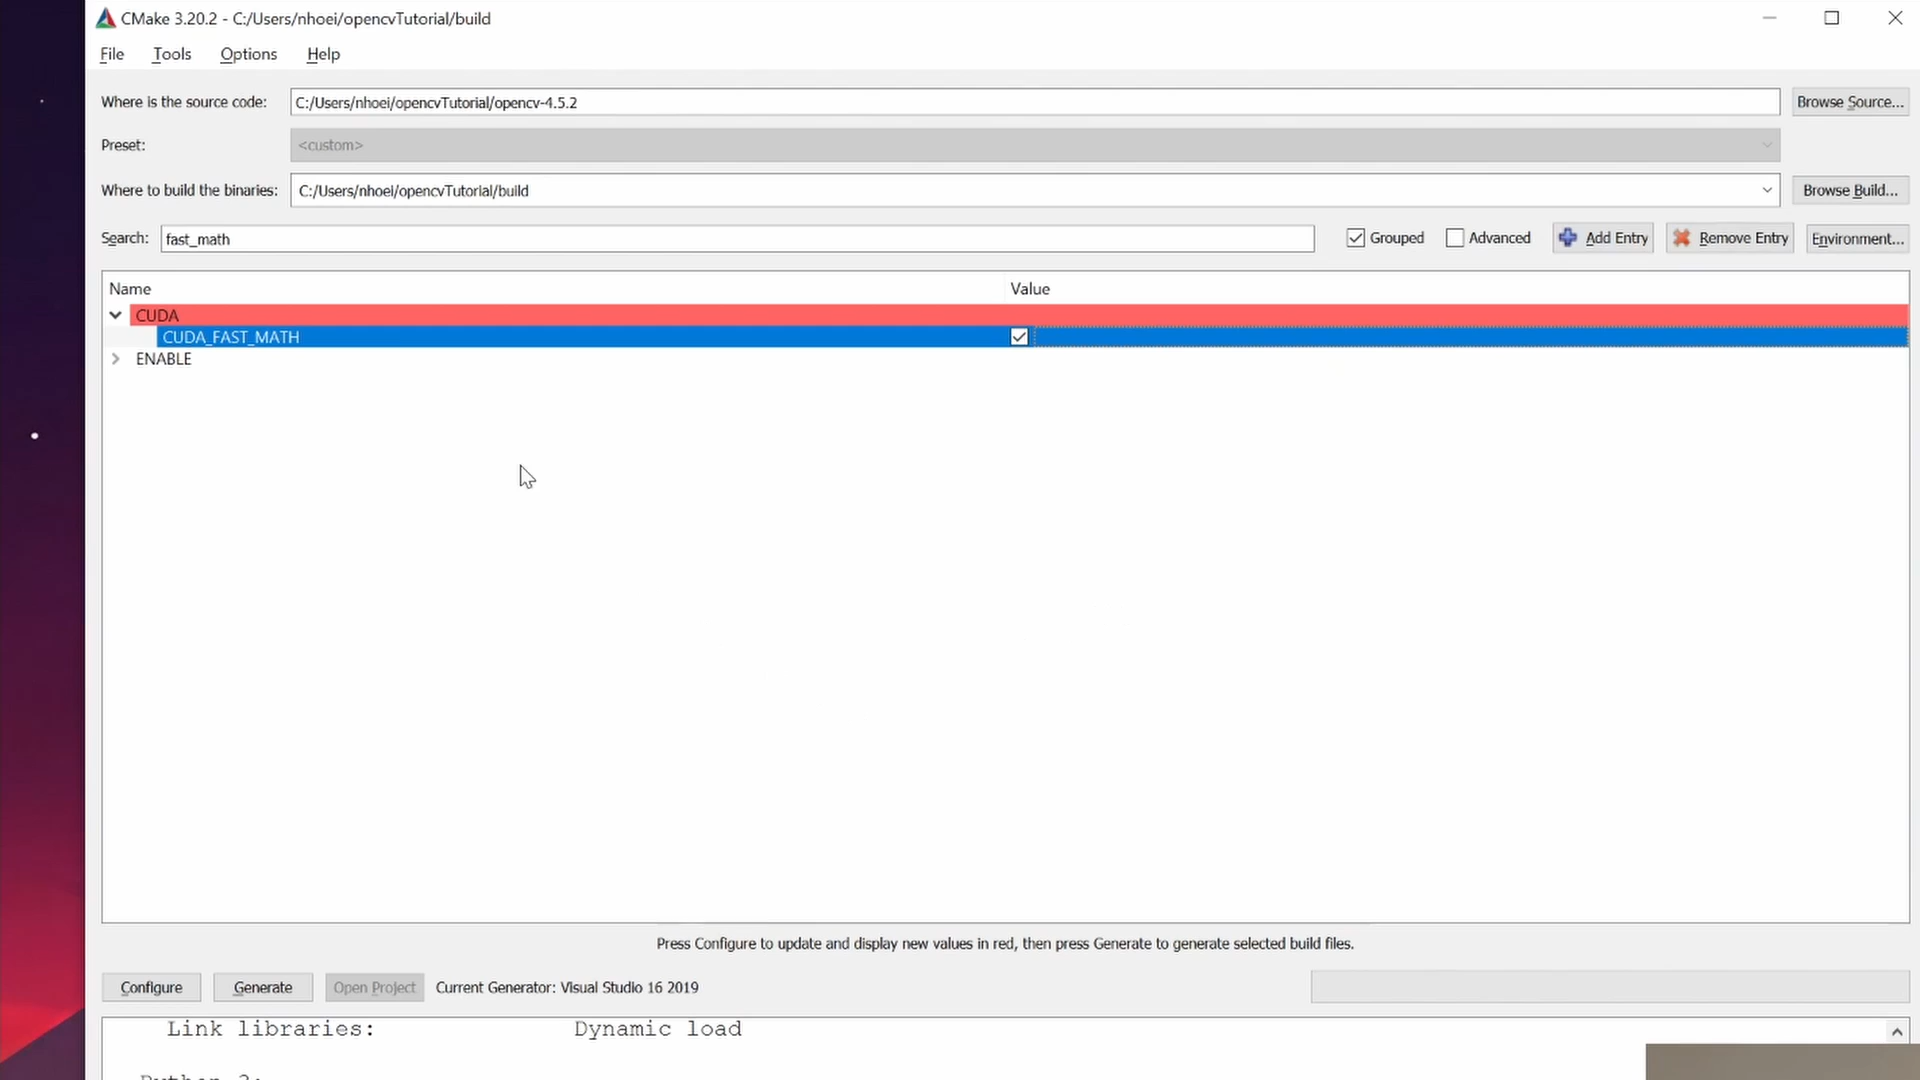 CMake 3.20.2 - C:/Users/nhoei/opencvTutorial/build
File Tools Options Help
Where is the source code: C:/Users/nhoei/opencvTutorial/opencv-4.5.2 Browse Source...
Preset: <custom>
Where to build the binaries: C:/Users/nhoei/opencvTutorial/build Browse Build...
Search: fast_math Grouped Advanced Add Entry Remove Entry Environment...
Name Value
CUDA
CUDA_FAST_MATH
ENABLE
Press Configure to update and display new values in red, then press Generate to generate selected build files.
Configure Generate Open Project Current Generator: Visual Studio 16 2019
Link libraries: Dynamic load
Python